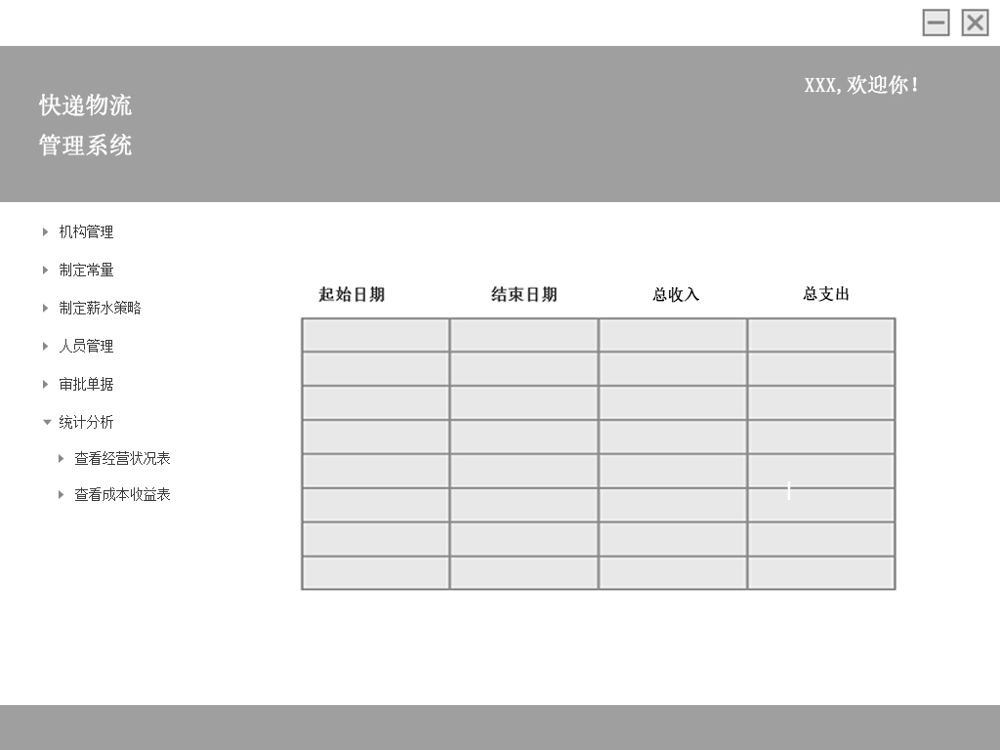 XXX,欢迎你！
快递物流
管理系统
机构管理
制定常量
制定薪水策略
人员管理
审批单据
统计分析
查看经营状况表
查看成本收益表
起始日期 结束日期 总收入 总支出